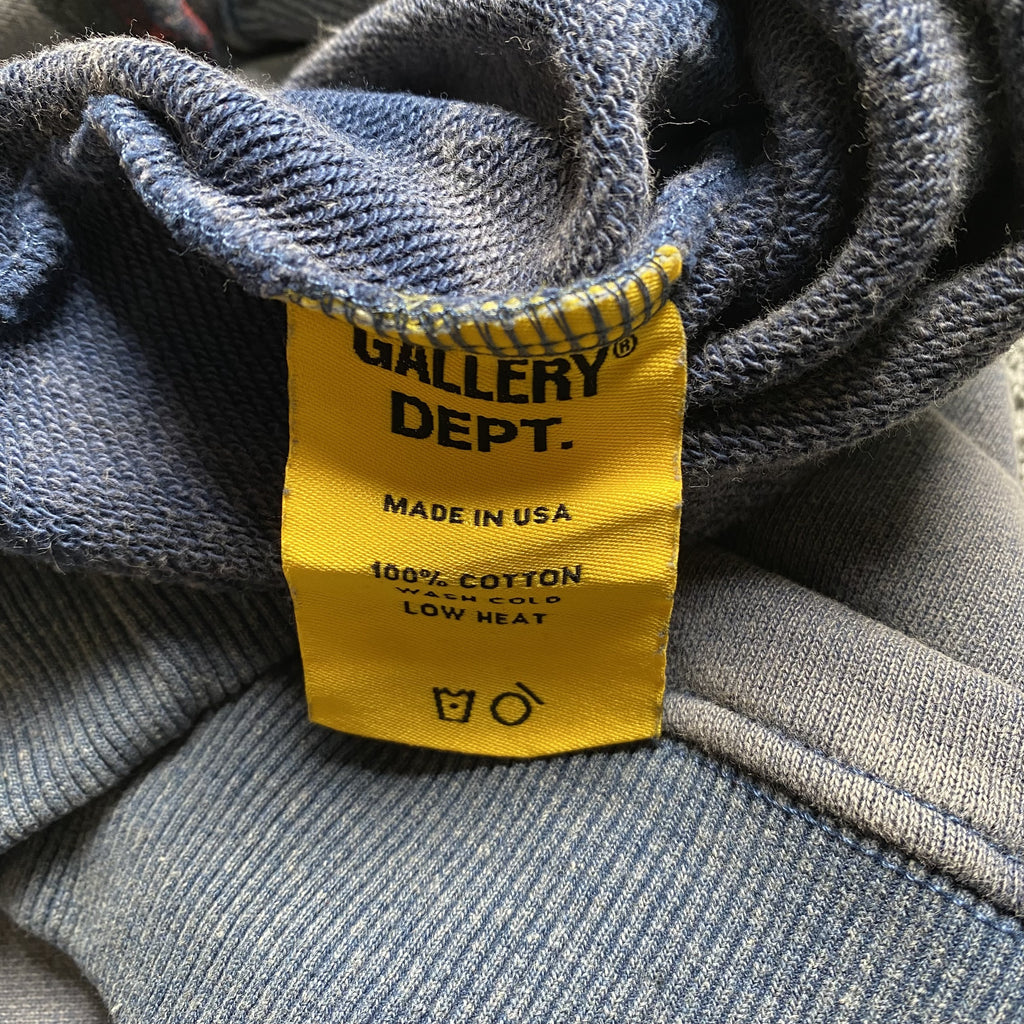 GALLERY®
DEPT.
MADE IN USA
100% COTTON
WASH COLD
LOW HEAT